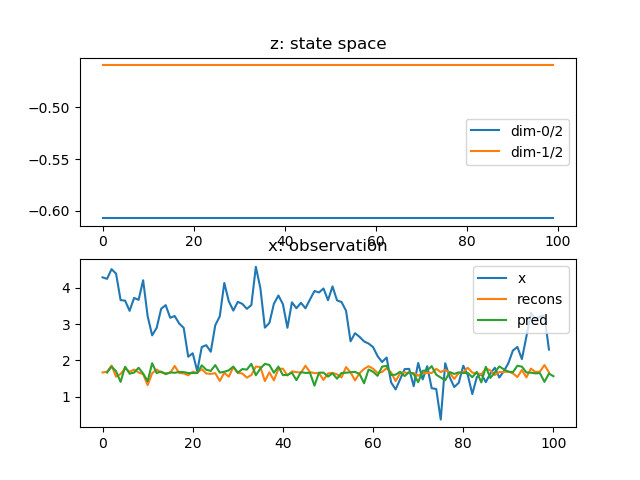 z: state space
−0.50
−0.55
−0.60
dim-0/2
dim-1/2
0 20 40 60 80 100
x: observation
4
3
2
1
x
recons
pred
0 20 40 60 80 100